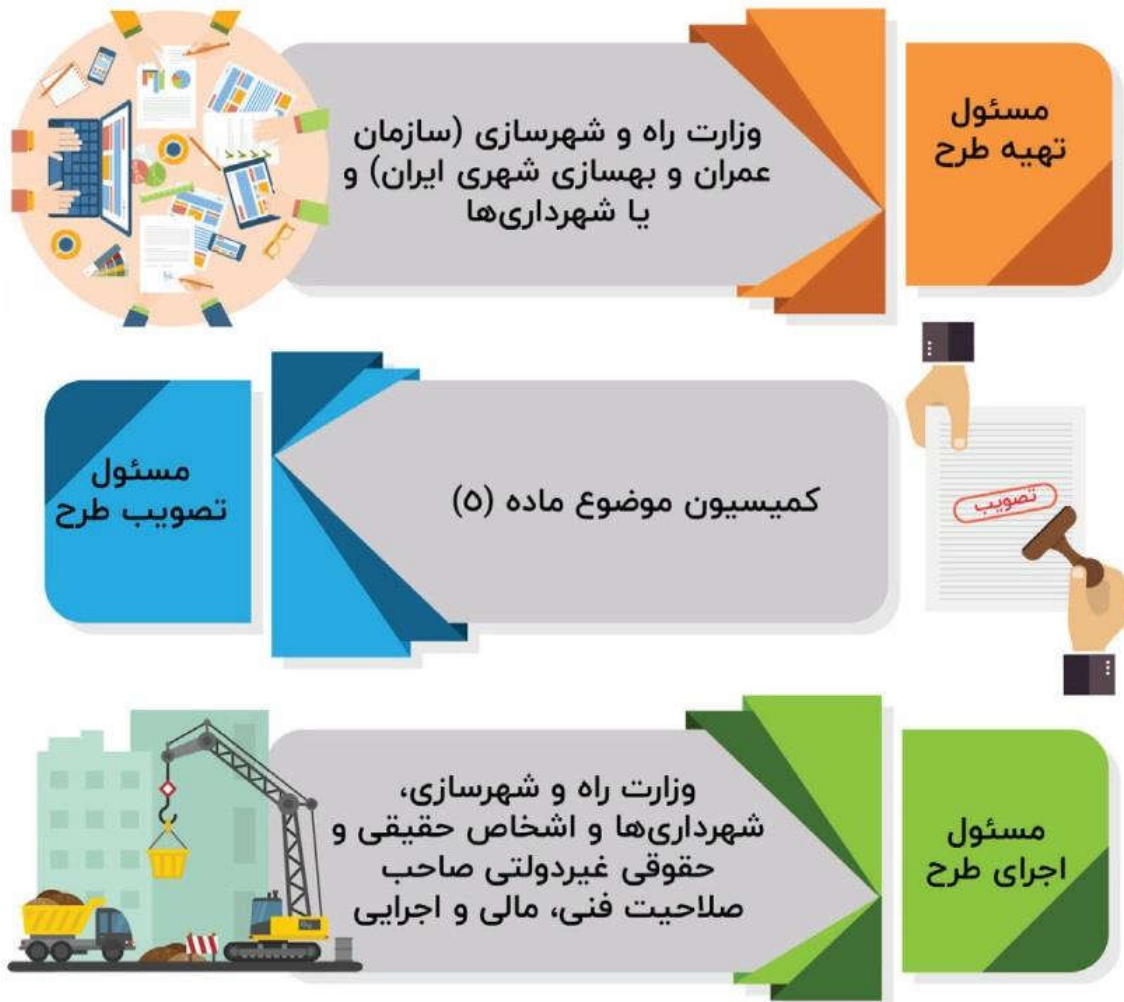 مسئول
تهیه طرح
وزارت راه و شهرسازی (سازمان
عمران و بهسازی شهری ایران) و
یا شهرداری‌ها
مسئول
تصویب طرح
کمیسیون موضوع ماده (۵)
تصویب
مسئول
اجرای طرح
وزارت راه و شهرسازی،
شهرداری‌ها و اشخاص حقیقی و
حقوقی غیردولتی صاحب
صلاحیت فنی، مالی و اجرایی